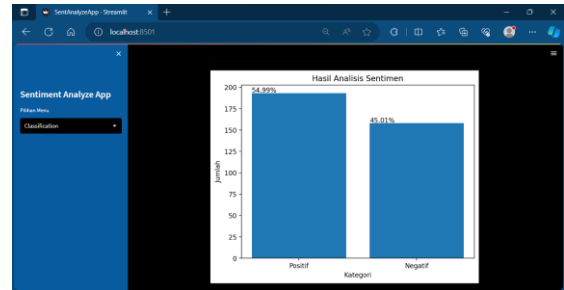 SentAnalyzeApp - Streamlit
localhost:8501
Sentiment Analyze App
Pilihan Menu
Classification
Hasil Analisis Sentimen
54,99%
45,01%
200
175
150
125
100
75
50
25
0
Jumlah
Positif
Negatif
Kategori